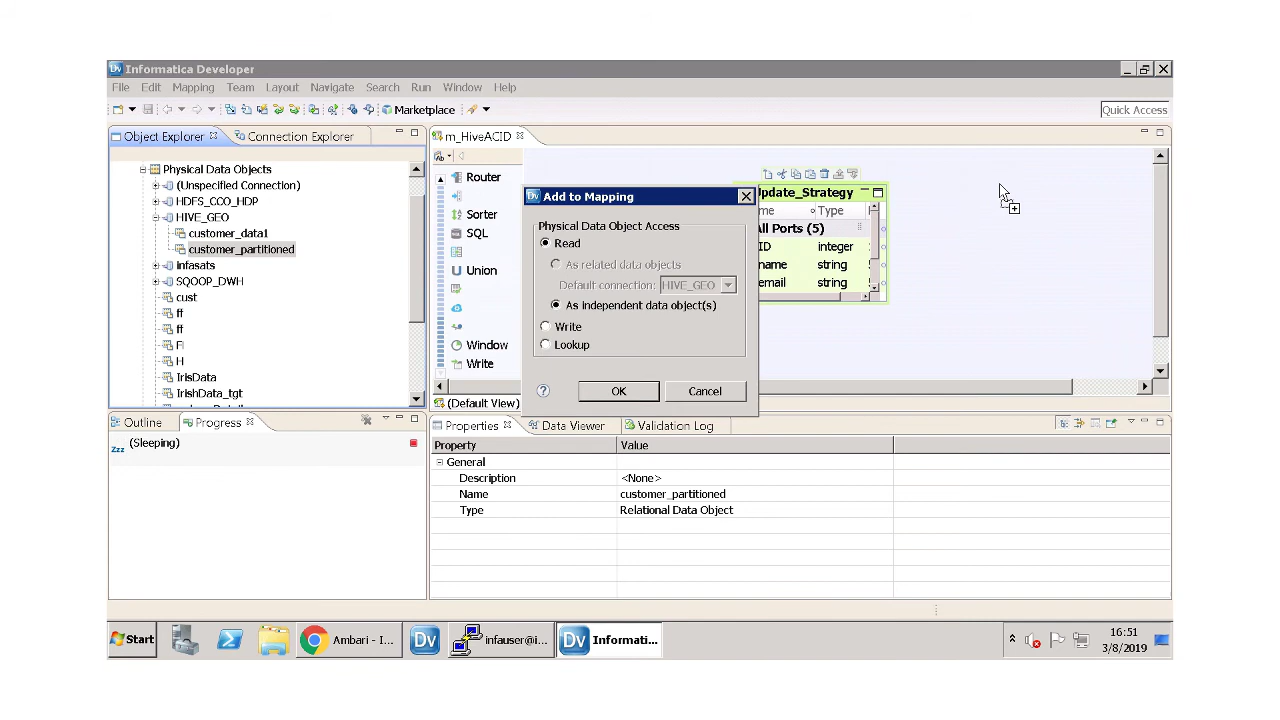 Informatica Developer
File Edit Mapping Team Layout Navigate Search Run Window Help
Marketplace
Quick Access
Object Explorer
Connection Explorer
m_HiveACID
Physical Data Objects
(Unspecified Connection)
HDFS_CCO_HDP
HIVE_GEO
customer_data1
customer_partitioned
infasats
SQOOP_DWH
cust
ff
ff
H
IrisData
IrishData_tgt
Router
Sorter
SQL
Union
Window
Write
(Default View)
Update_Strategy
me Type
All Ports (5)
ID integer
name string
email string
Add to Mapping
Physical Data Object Access
Read
As related data objects
Default connection: HIVE_GEO
As independent data object(s)
Write
Lookup
OK Cancel
Outline Progress
(Sleeping)
Zzz
Properties Data Viewer Validation Log
Property Value
General
Description <None>
Name customer_partitioned
Type Relational Data Object
Start
Ambari - I...
Dv
infauser@i...
Dv
Informati...
16:51
3/8/2019